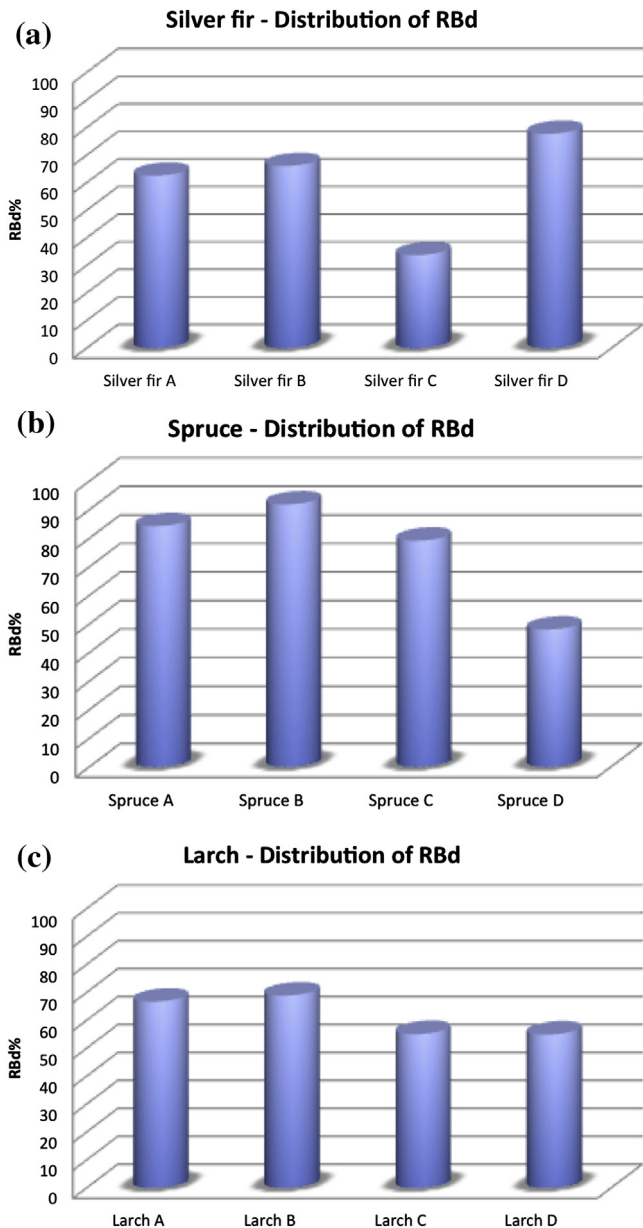 (a)
Silver fir - Distribution of RBd
RBd%
100
90
80
70
60
50
40
30
20
10
0
Silver fir A Silver fir B Silver fir C Silver fir D
(b)
Spruce - Distribution of RBd
RBd%
100
90
80
70
60
50
40
30
20
10
0
Spruce A Spruce B Spruce C Spruce D
(c)
Larch - Distribution of RBd
RBd%
100
90
80
70
60
50
40
30
20
10
0
Larch A Larch B Larch C Larch D